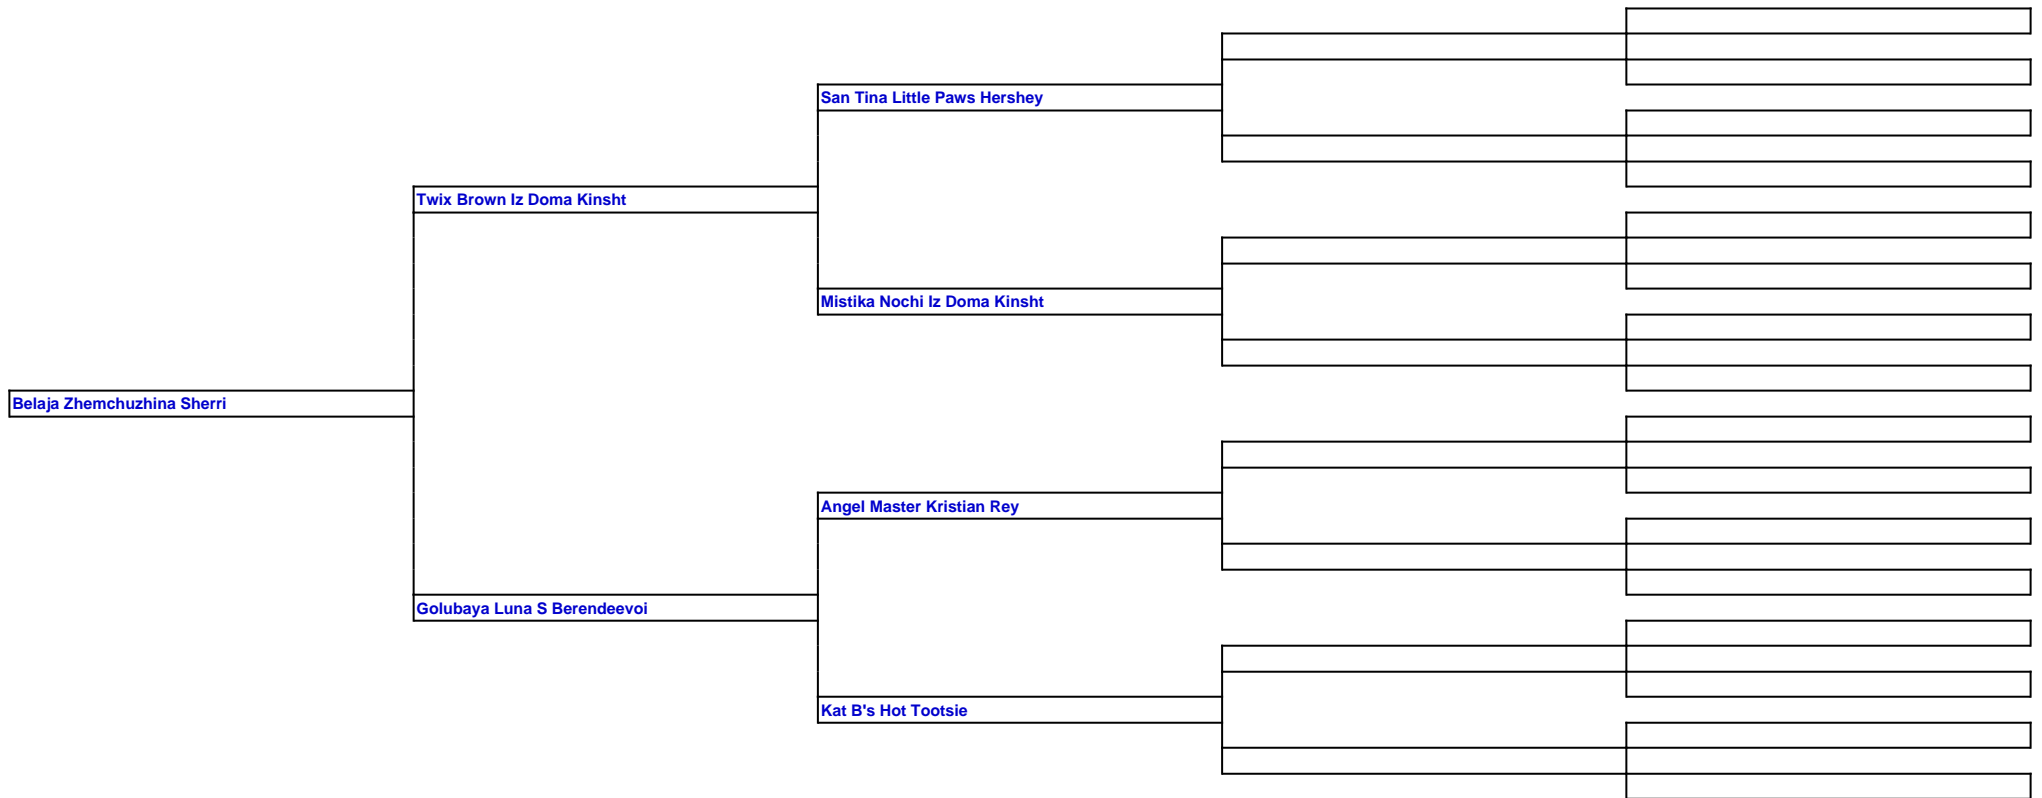 San Tina Little Paws Hershey
Twix Brown Iz Doma Kinsht
Mistika Nochi Iz Doma Kinsht
Belaja Zhemchuzhina Sherri
Angel Master Kristian Rey
Golubaya Luna S Berendeevoi
Kat B's Hot Tootsie